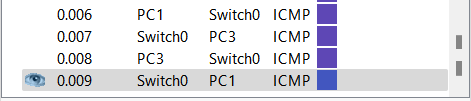 0.006 PC1 Switch0 ICMP
0.007 Switch0 PC3 ICMP
0.008 PC3 Switch0 ICMP
0.009 Switch0 PC1 ICMP